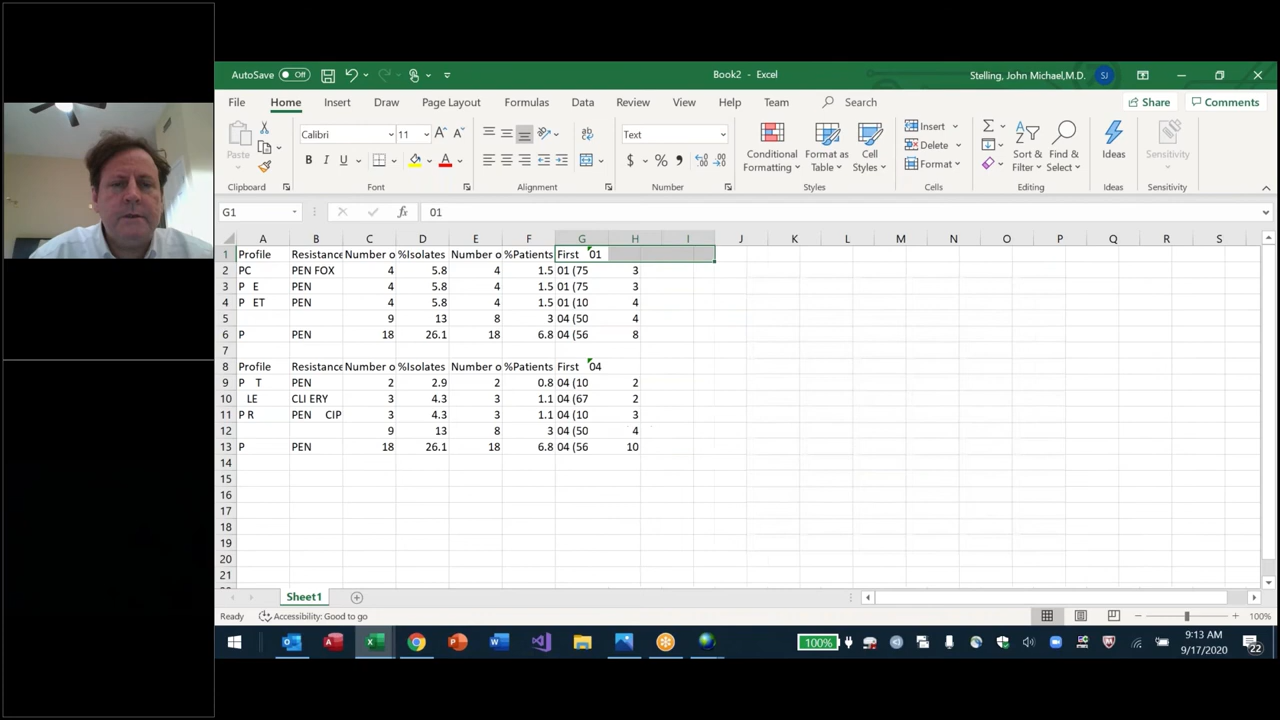 AutoSave Off Book2 - Excel Stelling, John Michael,M.D. SJ
File Home Insert Draw Page Layout Formulas Data Review View Help Team Search Share Comments
Calibri 11 Text Insert
Paste B I U A $ % Conditional Formatting Format as Table Cell Styles Delete Format Sort & Filter Find & Select Ideas Sensitivity
Clipboard Font Alignment Number Styles Cells Editing Ideas Sensitivity
G1 fx 01
A B C D E F G H I J K L M N O P Q R S
1 Profile Resistance Number o %Isolates Number o %Patients First 01
2 PC PEN FOX 4 5.8 4 1.5 01 (75 3
3 P E PEN 4 5.8 4 1.5 01 (75 3
4 P ET PEN 4 5.8 4 1.5 01 (10 4
5 9 13 8 3 04 (50 4
6 P PEN 18 26.1 18 6.8 04 (56 8
7
8 Profile Resistance Number o %Isolates Number o %Patients First 04
9 P T PEN 2 2.9 2 0.8 04 (10 2
10 LE CLI ERY 3 4.3 3 1.1 04 (67 2
11 P R PEN CIP 3 4.3 3 1.1 04 (10 3
12 9 13 8 3 04 (50 4
13 P PEN 18 26.1 18 6.8 04 (56 10
14
15
16
17
18
19
20
21
Sheet1
Ready Accessibility: Good to go 100%
100% 9:13 AM
9/17/2020 22